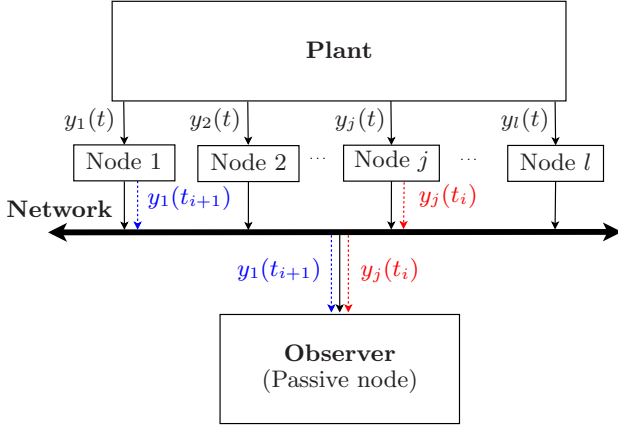 Plant
y₁(t) y₂(t) yⱼ(t) yₗ(t)
Node 1 Node 2 ... Node j ... Node l
y₁(tᵢ₊₁) yⱼ(tᵢ)
Network
y₁(tᵢ₊₁) yⱼ(tᵢ)
Observer
(Passive node)